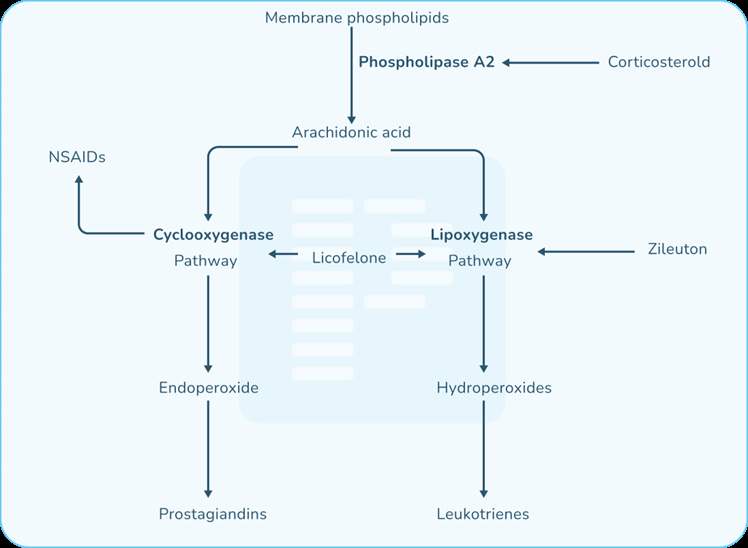 Membrane phospholipids
Phospholipase A2
Corticosterold
Arachidonic acid
NSAIDs
Cyclooxygenase
Pathway
Licofelone
Lipoxygenase
Pathway
Zileuton
Endoperoxide
Hydroperoxides
Prostagiandins
Leukotrienes